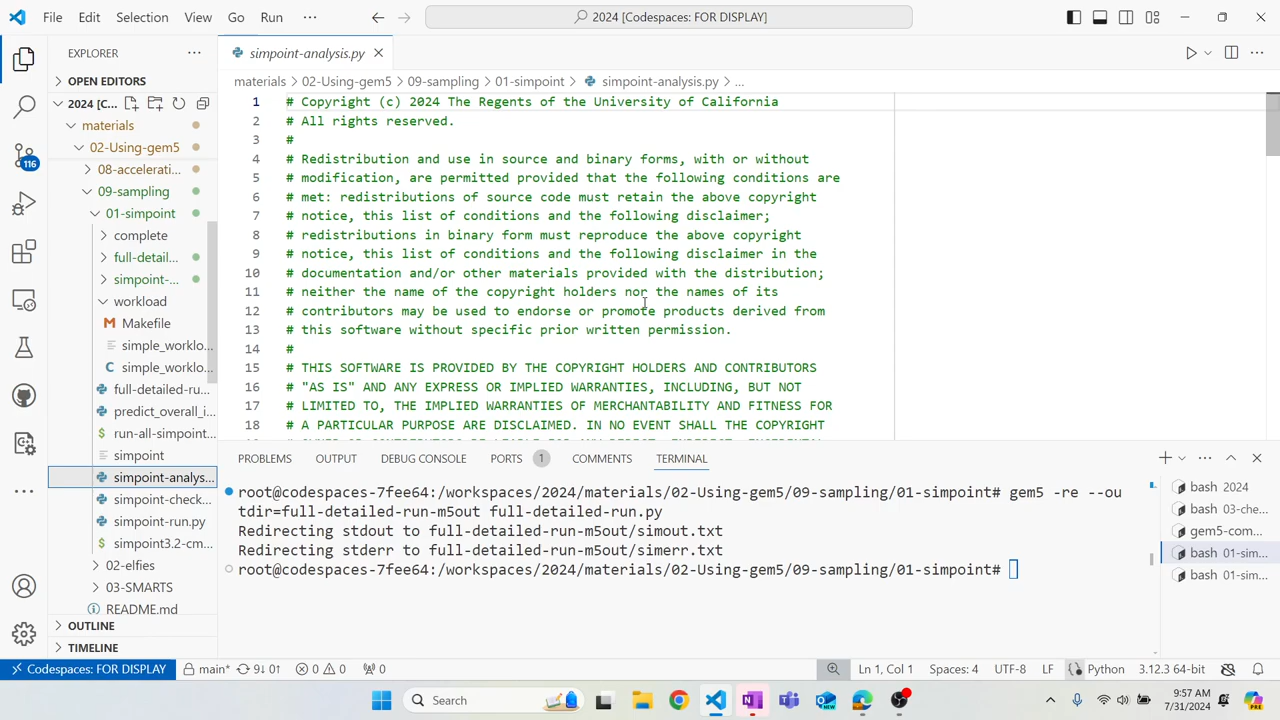 File Edit Selection View Go Run ···
2024 [Codespaces: FOR DISPLAY]
EXPLORER
OPEN EDITORS
2024 [C...
materials
02-Using-gem5
08-accelerati...
09-sampling
01-simpoint
complete
full-detail...
simpoint-...
workload
Makefile
simple_worklo...
simple_worklo...
full-detailed-ru...
predict_overall_i...
run-all-simpoint...
simpoint
simpoint-analys...
simpoint-check...
simpoint-run.py
simpoint3.2-cm...
02-elfies
03-SMARTS
README.md
OUTLINE
TIMELINE
116
simpoint-analysis.py
materials > 02-Using-gem5 > 09-sampling > 01-simpoint > simpoint-analysis.py > ...
1 # Copyright (c) 2024 The Regents of the University of California
2 # All rights reserved.
3 #
4 # Redistribution and use in source and binary forms, with or without
5 # modification, are permitted provided that the following conditions are
6 # met: redistributions of source code must retain the above copyright
7 # notice, this list of conditions and the following disclaimer;
8 # redistributions in binary form must reproduce the above copyright
9 # notice, this list of conditions and the following disclaimer in the
10 # documentation and/or other materials provided with the distribution;
11 # neither the name of the copyright holders nor the names of its
12 # contributors may be used to endorse or promote products derived from
13 # this software without specific prior written permission.
14 #
15 # THIS SOFTWARE IS PROVIDED BY THE COPYRIGHT HOLDERS AND CONTRIBUTORS
16 # "AS IS" AND ANY EXPRESS OR IMPLIED WARRANTIES, INCLUDING, BUT NOT
17 # LIMITED TO, THE IMPLIED WARRANTIES OF MERCHANTABILITY AND FITNESS FOR
18 # A PARTICULAR PURPOSE ARE DISCLAIMED. IN NO EVENT SHALL THE COPYRIGHT
PROBLEMS OUTPUT DEBUG CONSOLE PORTS 1 COMMENTS TERMINAL
root@codespaces-7fee64:/workspaces/2024/materials/02-Using-gem5/09-sampling/01-simpoint# gem5 -re --ou
tdir=full-detailed-run-m5out full-detailed-run.py
Redirecting stdout to full-detailed-run-m5out/simout.txt
Redirecting stderr to full-detailed-run-m5out/simerr.txt
root@codespaces-7fee64:/workspaces/2024/materials/02-Using-gem5/09-sampling/01-simpoint#
bash 2024
bash 03-che...
gem5-com...
bash 01-sim...
bash 01-sim...
Codespaces: FOR DISPLAY main* 9↓ 0↑ 0 0 0 Ln 1, Col 1 Spaces: 4 UTF-8 LF Python 3.12.3 64-bit
Search
9:57 AM
7/31/2024